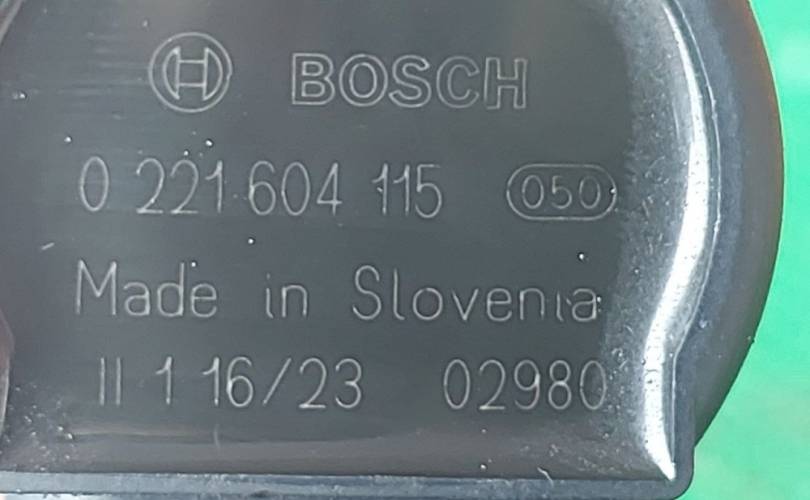 BOSCH
0 221 604 115 050
Made in Slovenia
II 1 16/23 02980